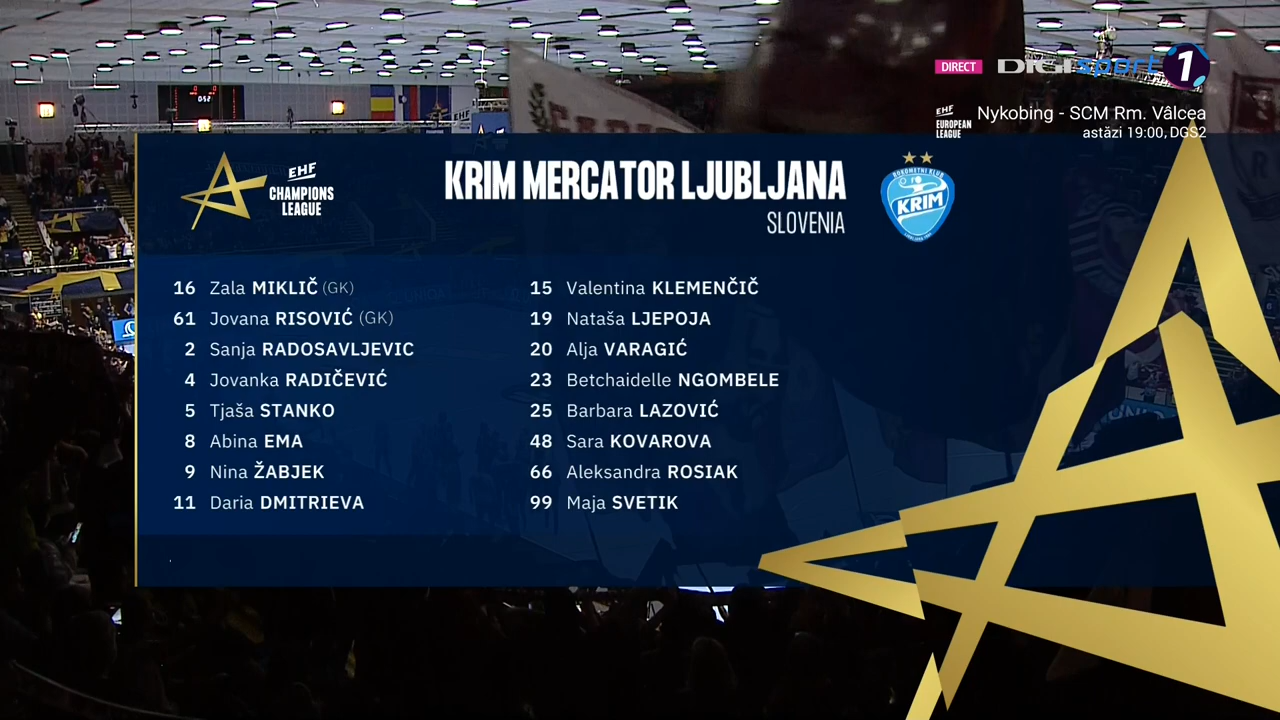 DIRECT DIGI sport 1
EHF EUROPEAN LEAGUE
Nykobing - SCM Rm. Vâlcea
astăzi 19:00, DGS2
EHF
CHAMPIONS
LEAGUE
KRIM MERCATOR LJUBLJANA
SLOVENIA
ROKOMETNI KLUB
KRIM
16 Zala MIKLIČ (GK)
61 Jovana RISOVIĆ (GK)
2 Sanja RADOSAVLJEVIC
4 Jovanka RADIČEVIĆ
5 Tjaša STANKO
8 Abina EMA
9 Nina ŽABJEK
11 Daria DMITRIEVA
15 Valentina KLEMENČIČ
19 Nataša LJEPOJA
20 Alja VARAGIĆ
23 Betchaidelle NGOMBELE
25 Barbara LAZOVIĆ
48 Sara KOVAROVA
66 Aleksandra ROSIAK
99 Maja SVETIK